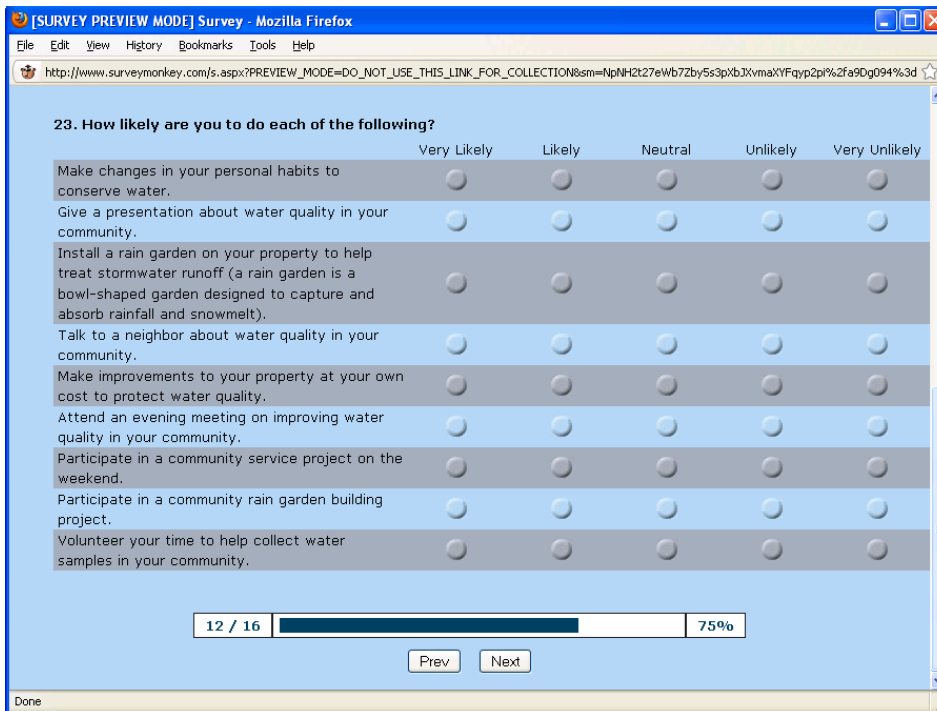 [SURVEY PREVIEW MODE] Survey - Mozilla Firefox
File Edit View History Bookmarks Tools Help
http://www.surveymonkey.com/s.aspx?PREVIEW_MODE=DO_NOT_USE_THIS_LINK_FOR_COLLECTION&sm=NpNH2t27eWb7Zby5s3pXbJXvmaXYFqyp2pi%2fa9Dg094%3d
23. How likely are you to do each of the following?
Very Likely Likely Neutral Unlikely Very Unlikely
Make changes in your personal habits to
conserve water.
Give a presentation about water quality in your
community.
Install a rain garden on your property to help
treat stormwater runoff (a rain garden is a
bowl-shaped garden designed to capture and
absorb rainfall and snowmelt).
Talk to a neighbor about water quality in your
community.
Make improvements to your property at your own
cost to protect water quality.
Attend an evening meeting on improving water
quality in your community.
Participate in a community service project on the
weekend.
Participate in a community rain garden building
project.
Volunteer your time to help collect water
samples in your community.
12 / 16 75%
Prev Next
Done